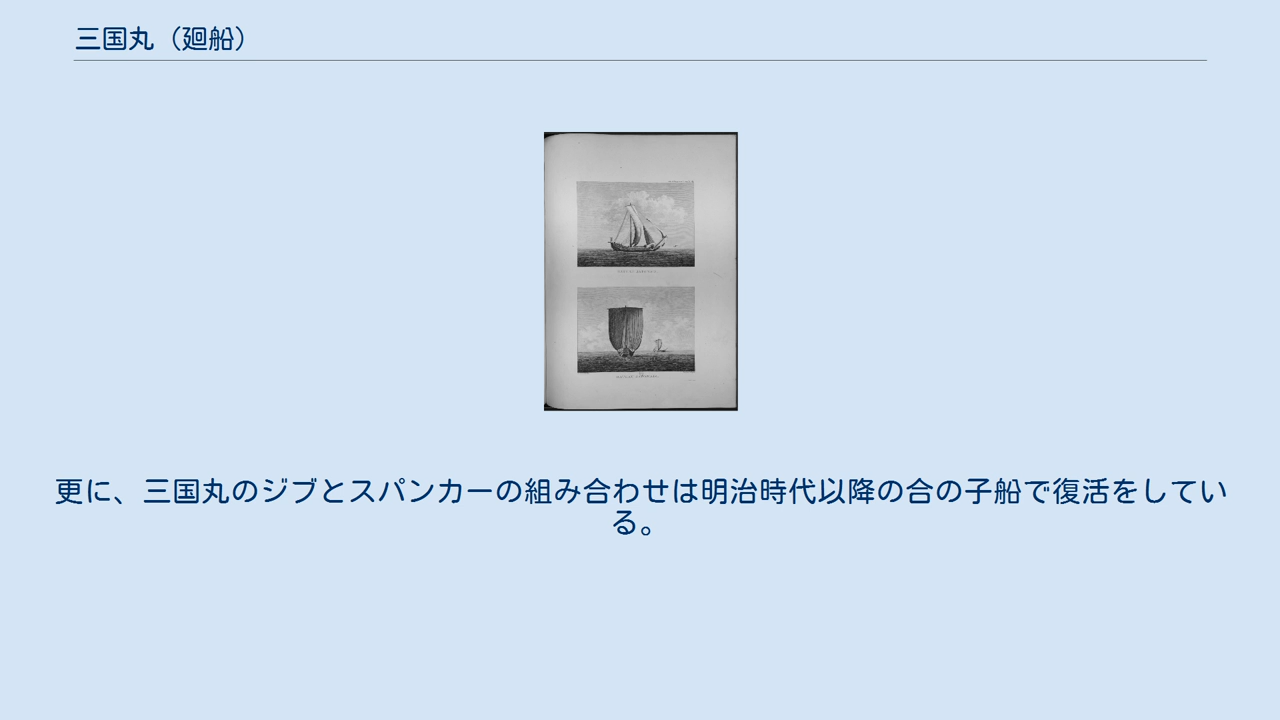 三国丸（廻船）
更に、三国丸のジブとスパンカーの組み合わせは明治時代以降の合の子船で復活をしてい
る。